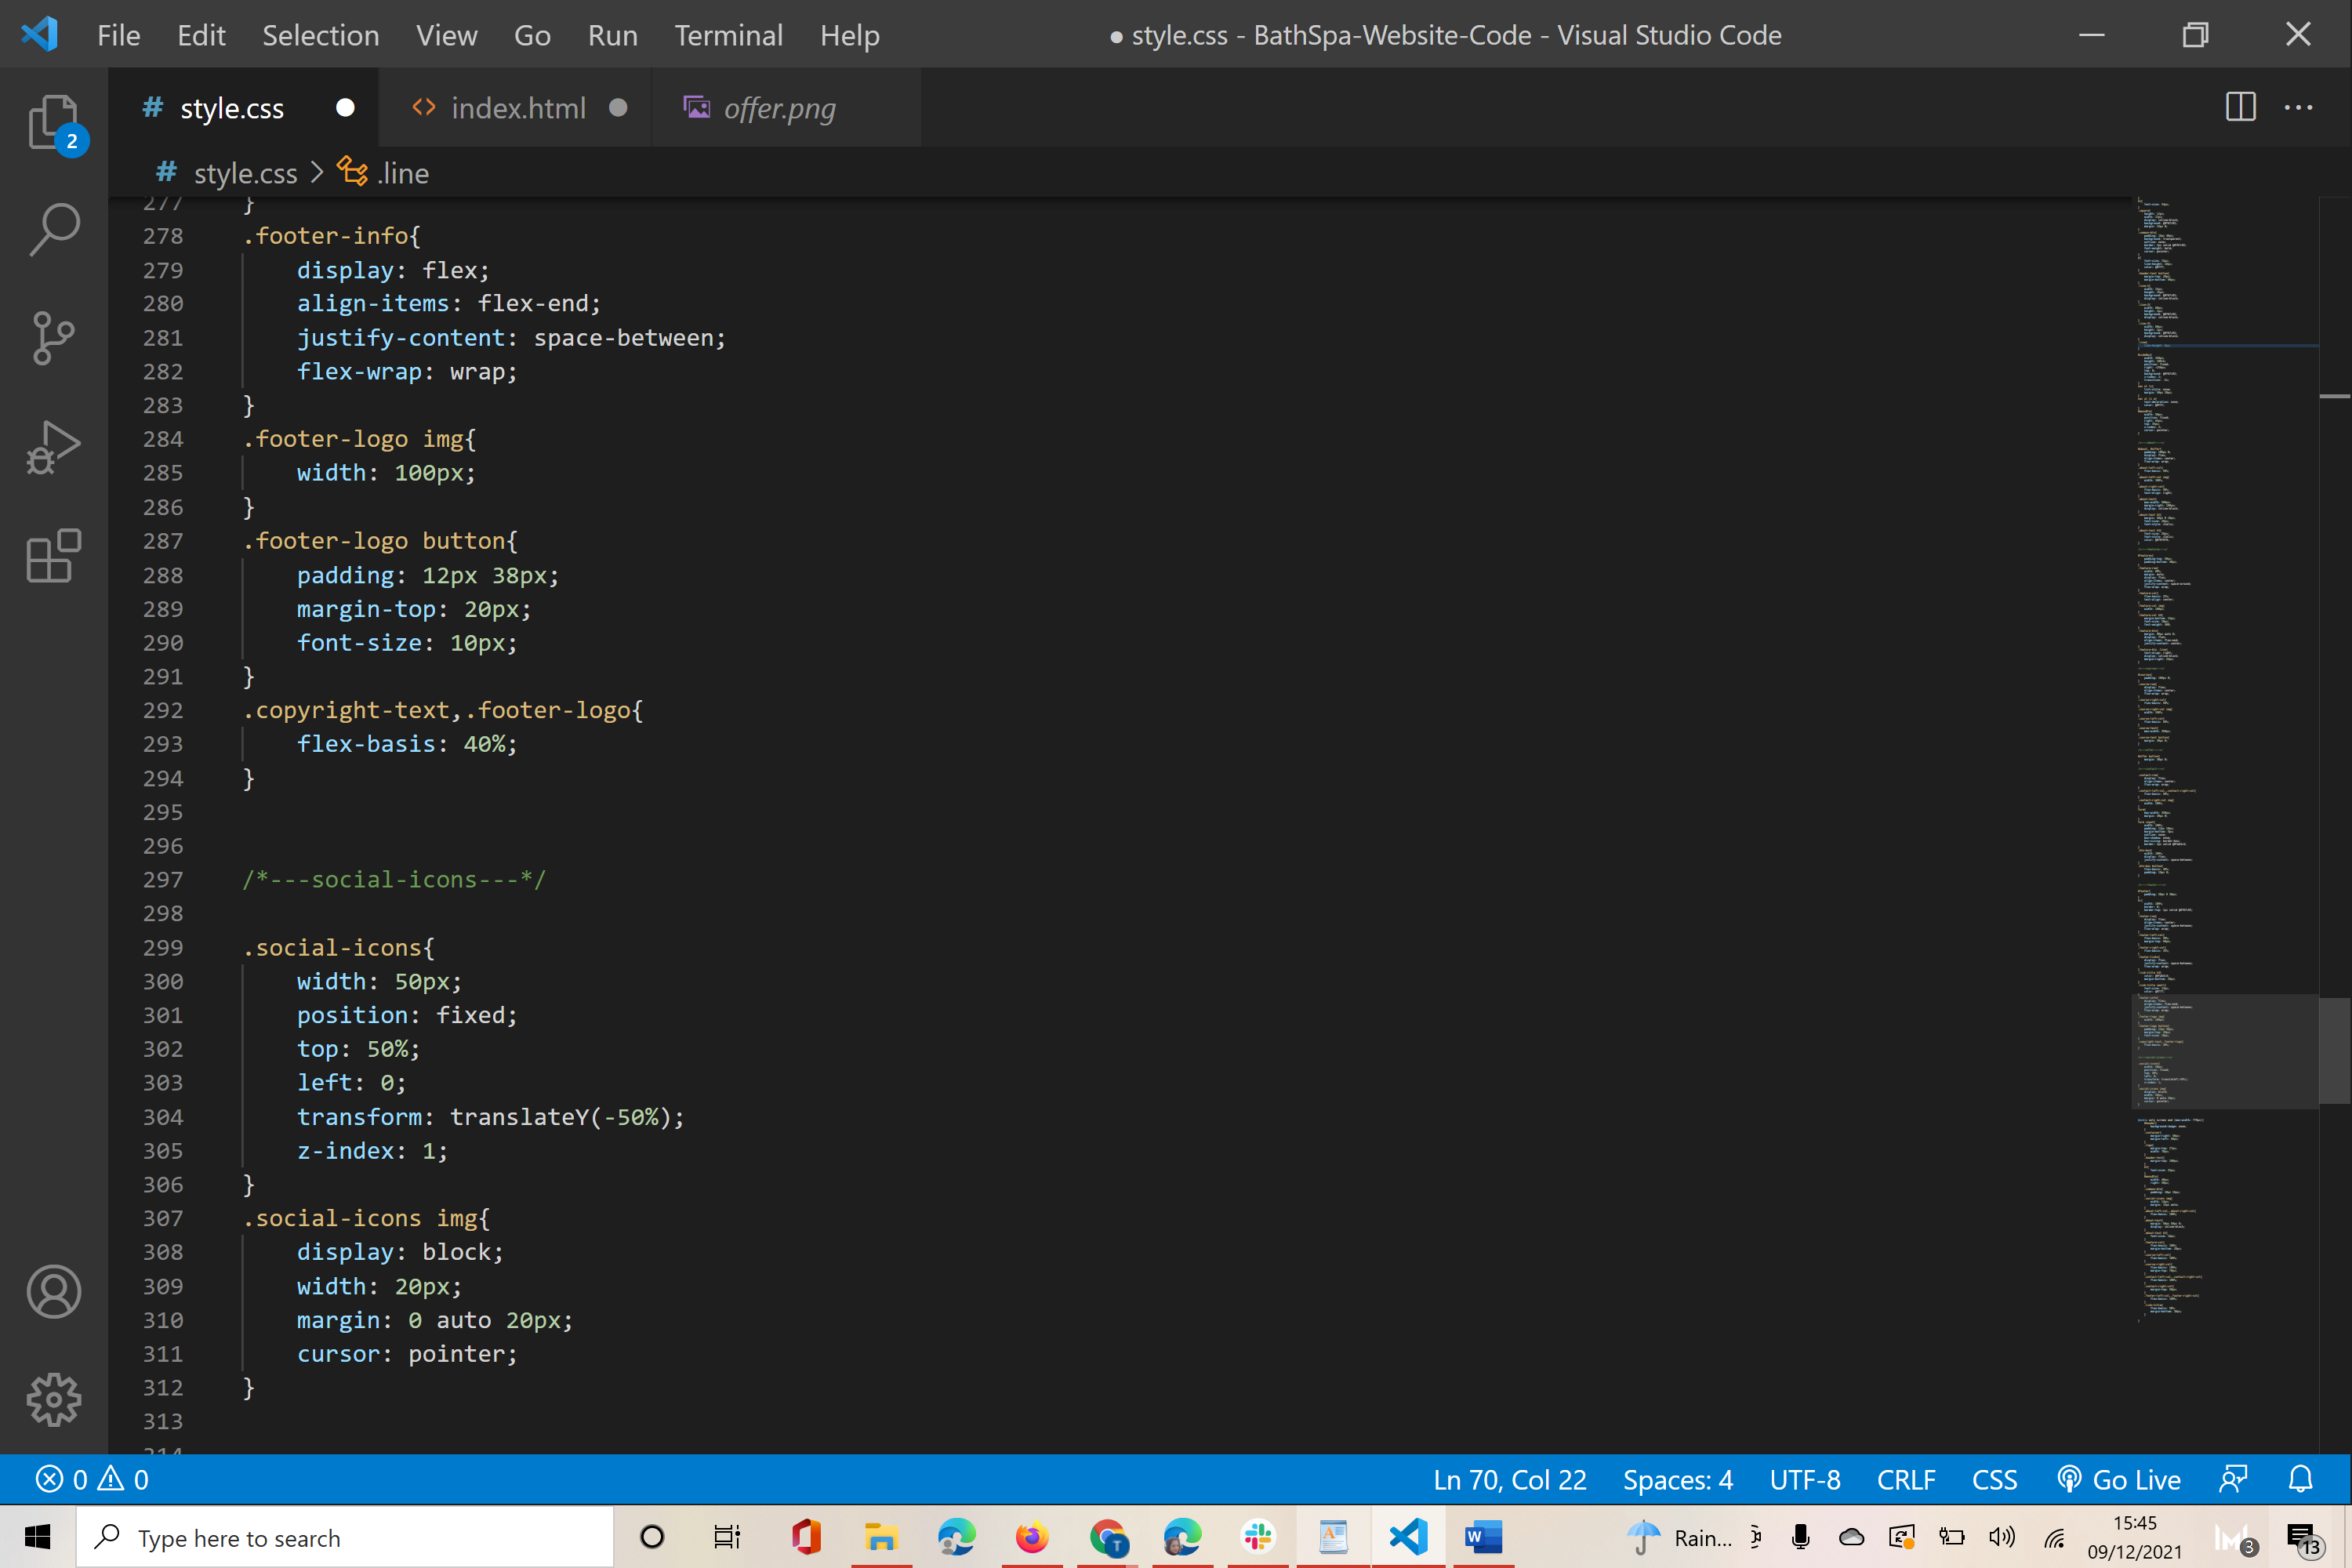 File Edit Selection View Go Run Terminal Help ● style.css - BathSpa-Website-Code - Visual Studio Code
# style.css ● <> index.html ● offer.png
2
# style.css > .line
277 }
278 .footer-info{
279 display: flex;
280 align-items: flex-end;
281 justify-content: space-between;
282 flex-wrap: wrap;
283 }
284 .footer-logo img{
285 width: 100px;
286 }
287 .footer-logo button{
288 padding: 12px 38px;
289 margin-top: 20px;
290 font-size: 10px;
291 }
292 .copyright-text,.footer-logo{
293 flex-basis: 40%;
294 }
295
296
297 /*---social-icons---*/
298
299 .social-icons{
300 width: 50px;
301 position: fixed;
302 top: 50%;
303 left: 0;
304 transform: translateY(-50%);
305 z-index: 1;
306 }
307 .social-icons img{
308 display: block;
309 width: 20px;
310 margin: 0 auto 20px;
311 cursor: pointer;
312 }
313
314
0 0 Ln 70, Col 22 Spaces: 4 UTF-8 CRLF CSS Go Live
Type here to search Rain... 15:45
09/12/2021 3 13